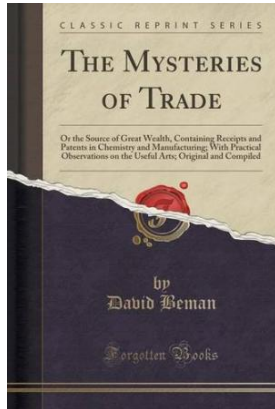 CLASSIC REPRINT SERIES
THE MYSTERIES
OF TRADE
Or the Source of Great Wealth, Containing Receipts and
Patents in Chemistry and Manufacturing; With Practical
Observations on the Useful Arts; Original and Compiled
by
David Beman
Forgotten Books